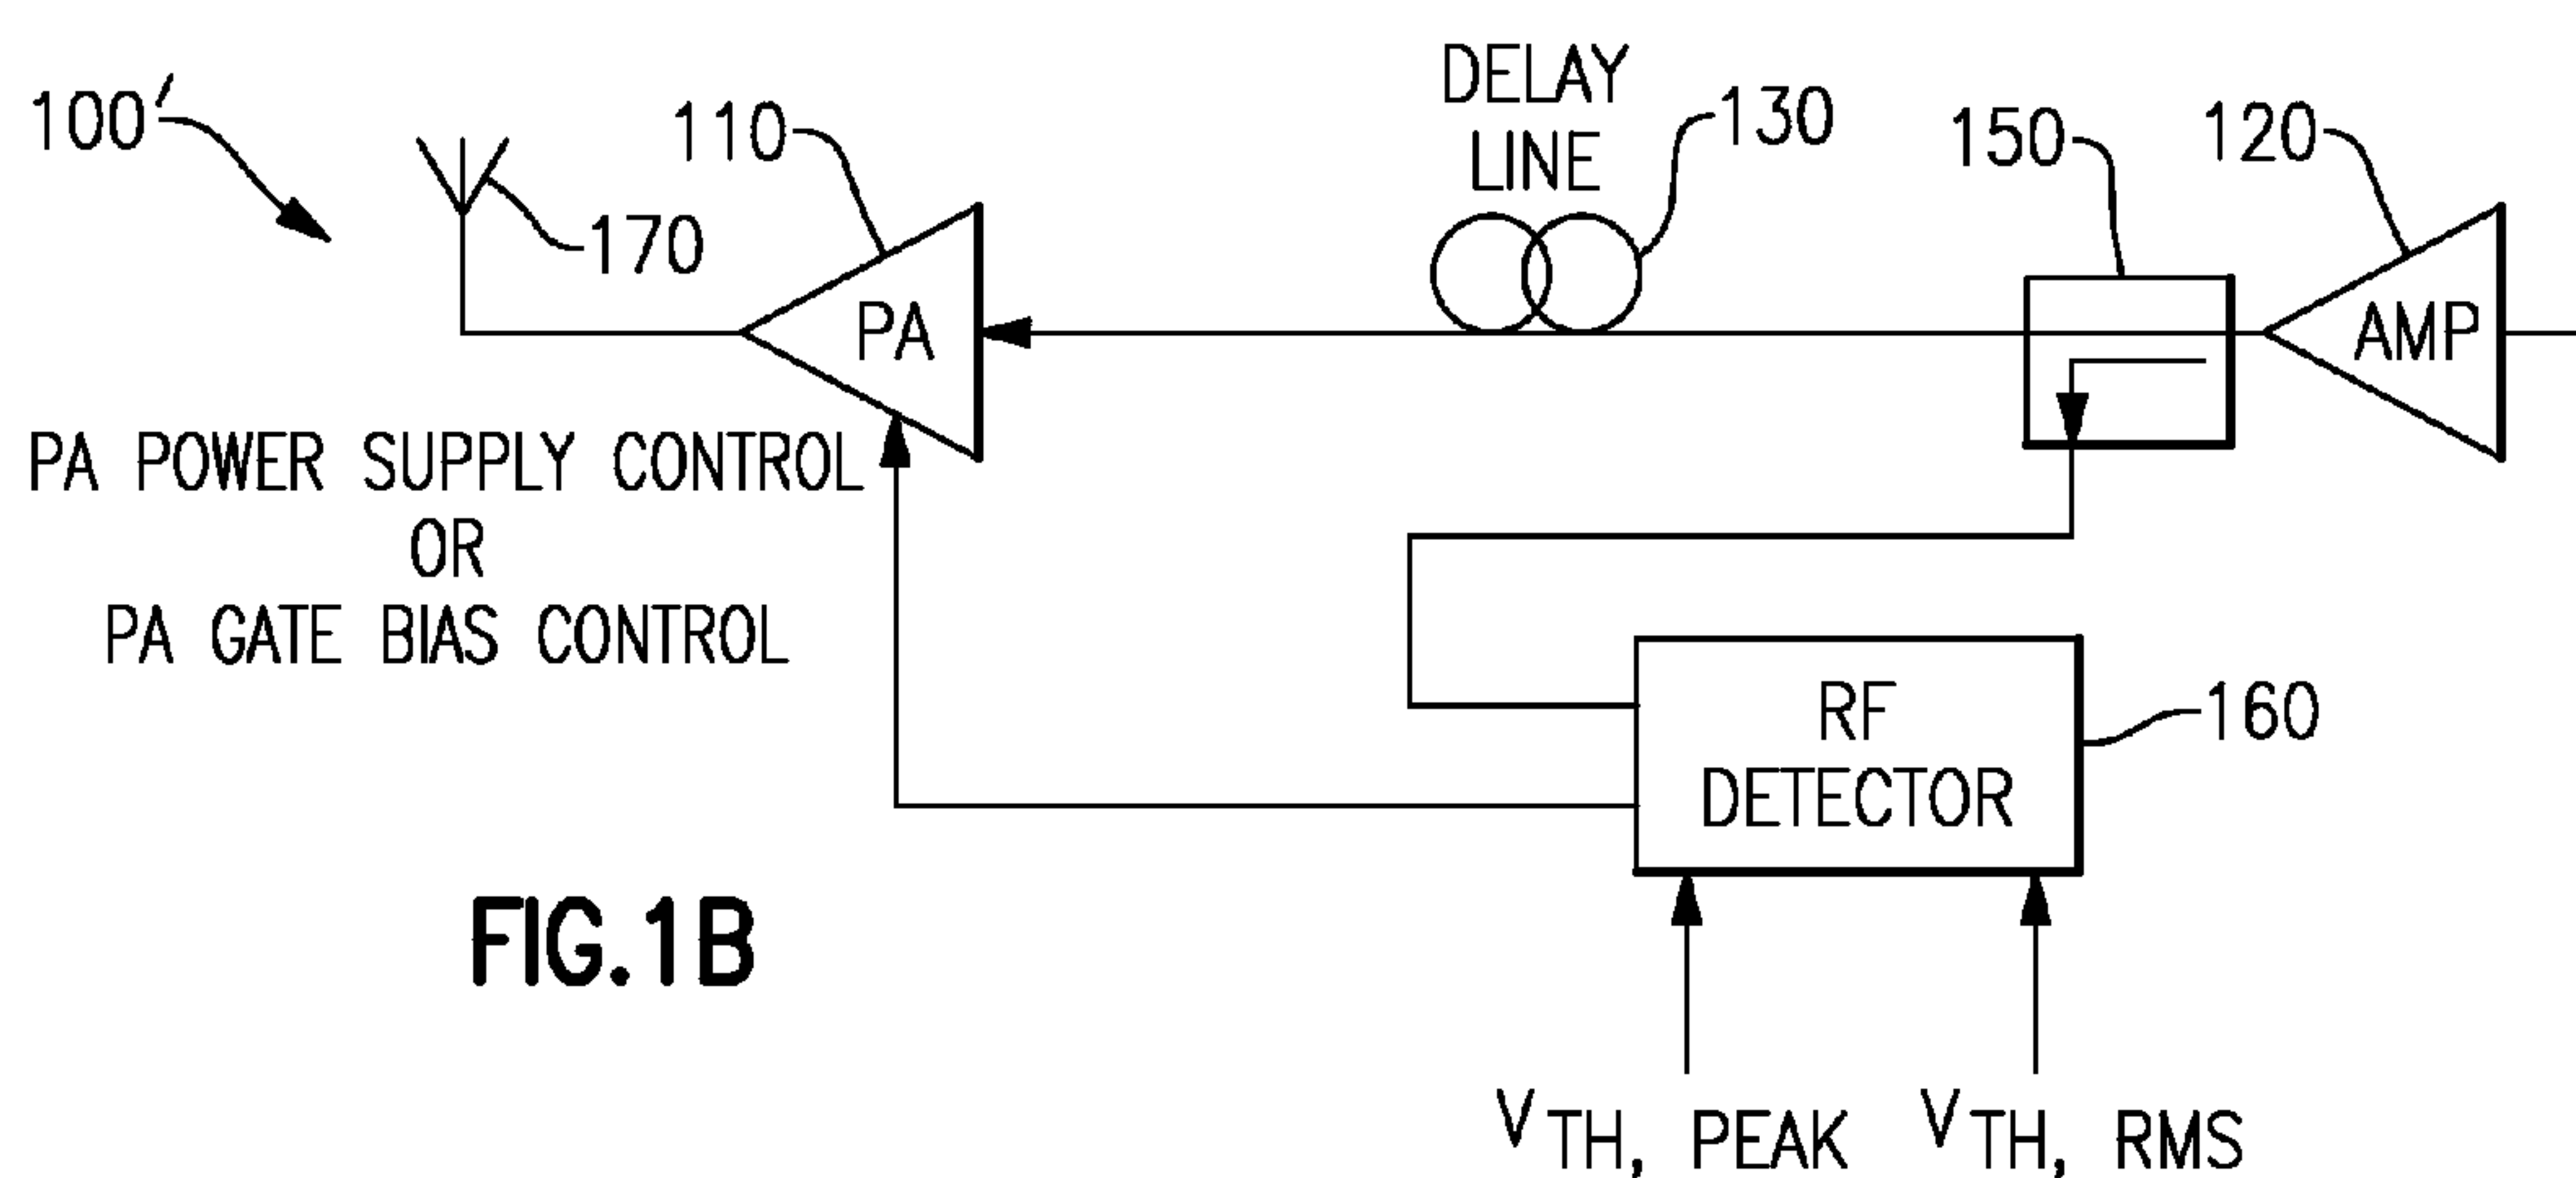 100'
170
110
PA
DELAY
LINE
130
150
120
AMP
PA POWER SUPPLY CONTROL
OR
PA GATE BIAS CONTROL
RF
DETECTOR
160
VTH, PEAK
VTH, RMS
FIG.1B